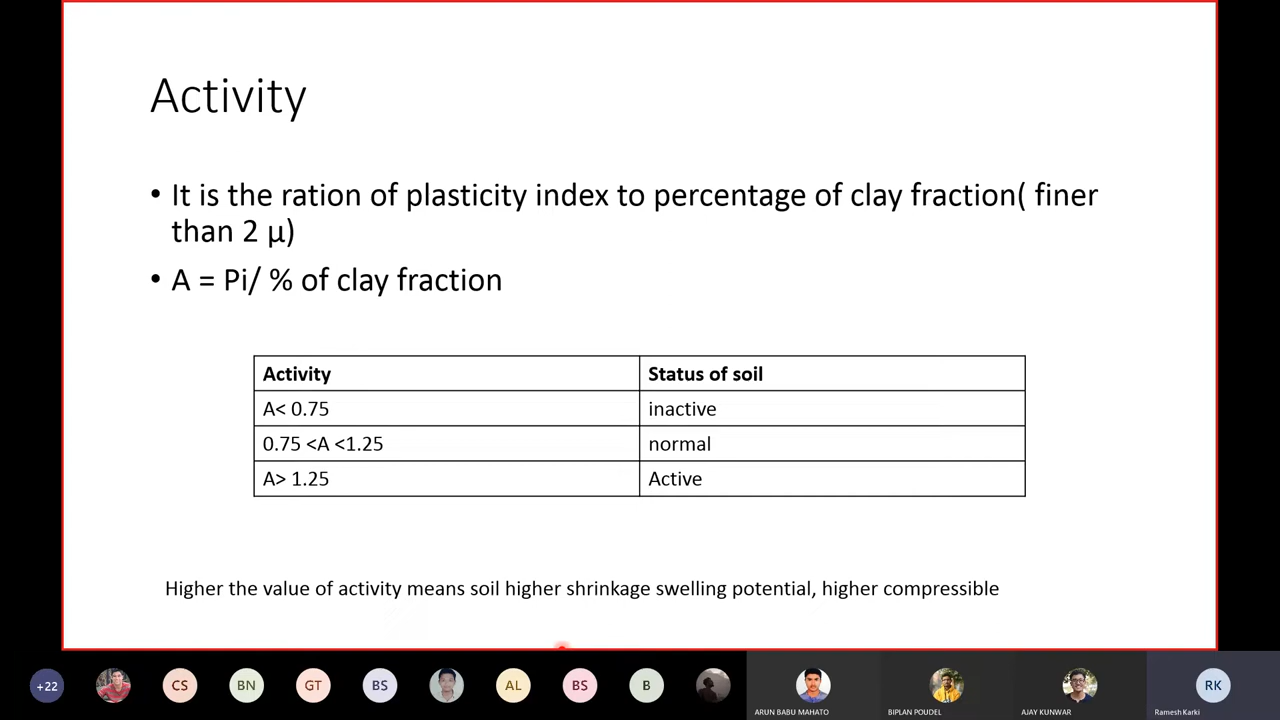 Activity
• It is the ration of plasticity index to percentage of clay fraction( finer
than 2 μ)
• A = Pi/ % of clay fraction
Activity Status of soil
A< 0.75 inactive
0.75 <A <1.25 normal
A> 1.25 Active
Higher the value of activity means soil higher shrinkage swelling potential, higher compressible
+22 CS BN GT BS AL BS B RK
ARUN BABU MAHATO BIPLAN POUDEL AJAY KUNWAR Ramesh Karki